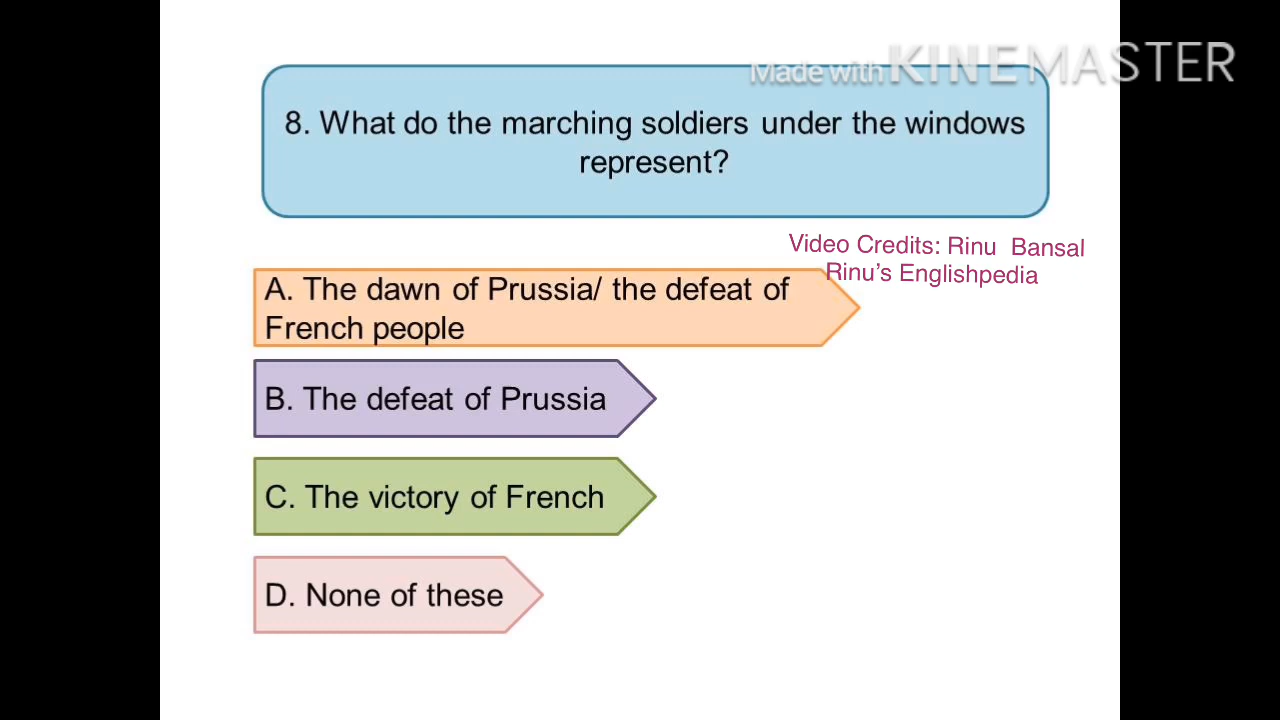 Made with KINEMASTER
8. What do the marching soldiers under the windows
represent?
Video Credits: Rinu Bansal
Rinu’s Englishpedia
A. The dawn of Prussia/ the defeat of
French people
B. The defeat of Prussia
C. The victory of French
D. None of these